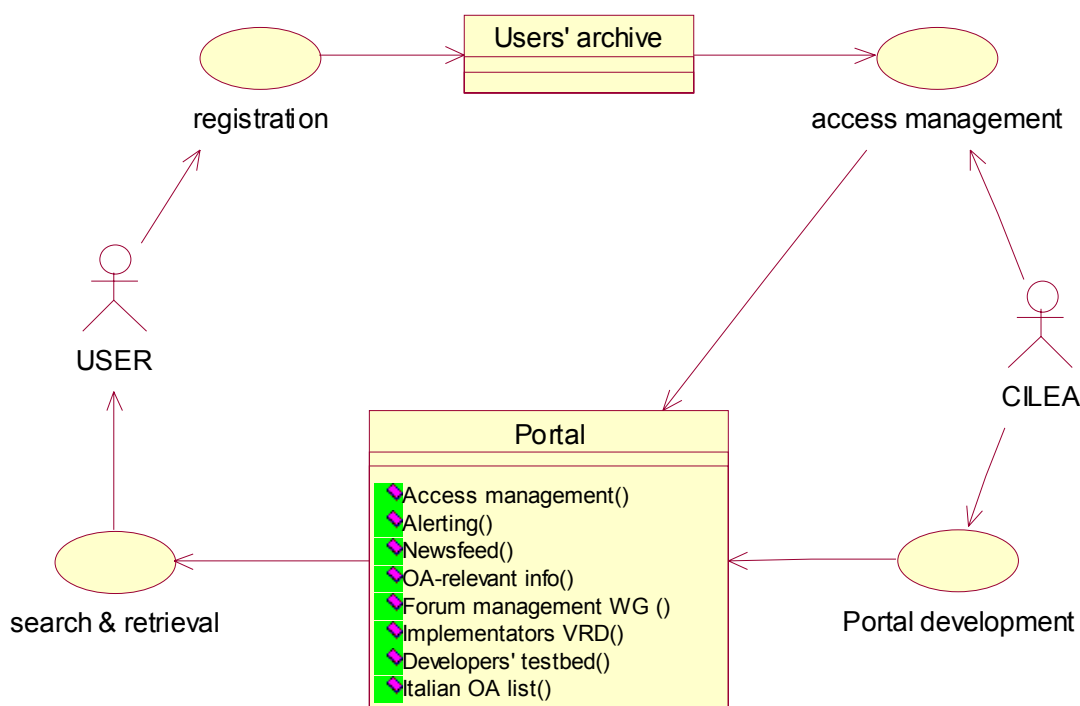 Users' archive
registration
access management
USER
CILEA
Portal
Access management()
Alerting()
Newsfeed()
OA-relevant info()
Forum management WG ()
Implementators VRD()
Developers' testbed()
Italian OA list()
search & retrieval
Portal development